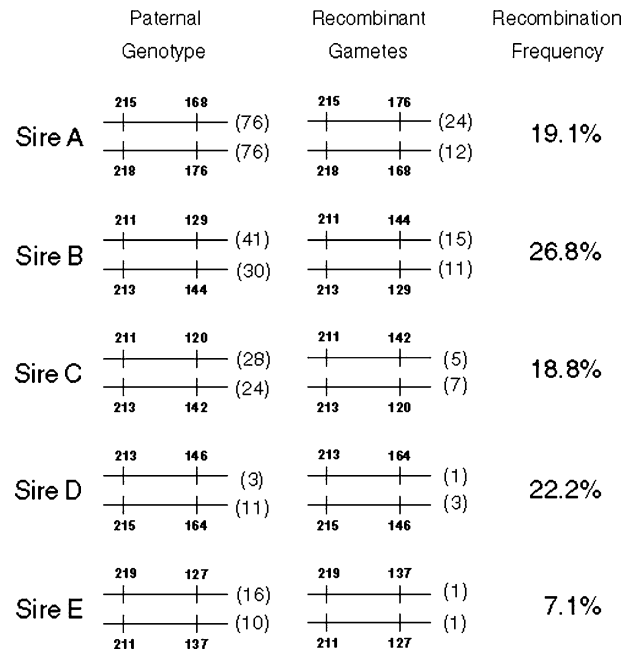 Paternal Recombinant Recombination
Genotype Gametes Frequency
215 168 215 176
(76) (24)
Sire A 19.1%
(76) (12)
218 176 218 168
211 129 211 144
(41) (15)
Sire B 26.8%
(30) (11)
213 144 213 129
211 120 211 142
(28) (5)
Sire C 18.8%
(24) (7)
213 142 213 120
213 146 213 164
(3) (1)
Sire D 22.2%
(11) (3)
215 164 215 146
219 127 219 137
(16) (1)
Sire E 7.1%
(10) (1)
211 137 211 127